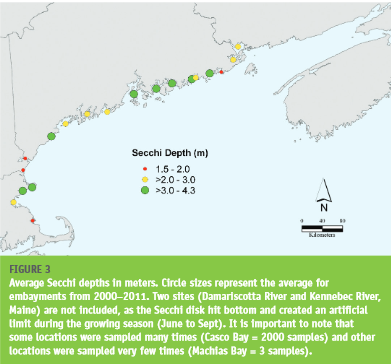 Secchi Depth (m)
1.5 - 2.0
>2.0 - 3.0
>3.0 - 4.3
N
0 20 40 80
Kilometers
FIGURE 3
Average Secchi depths in meters. Circle sizes represent the average for
embayments from 2000–2011. Two sites (Damariscotta River and Kennebec River,
Maine) are not included, as the Secchi disk hit bottom and created an artificial
limit during the growing season (June to Sept). It is important to note that
some locations were sampled many times (Casco Bay = 2000 samples) and other
locations were sampled very few times (Machias Bay = 3 samples).